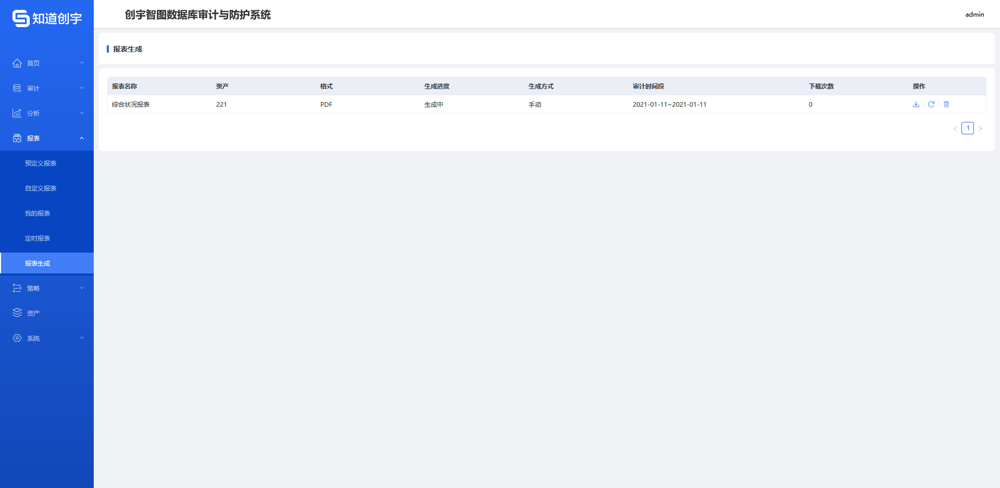 知道创宇
创宇智图数据库审计与防护系统
admin
首页
审计
分析
报表
预定义报表
自定义报表
我的报表
定时报表
报表生成
策略
资产
系统
报表生成
报表名称 资产 格式 生成进度 生成方式 审计时间段 下载次数 操作
综合状况报表 221 PDF 生成中 手动 2021-01-11~2021-01-11 0
< 1 >